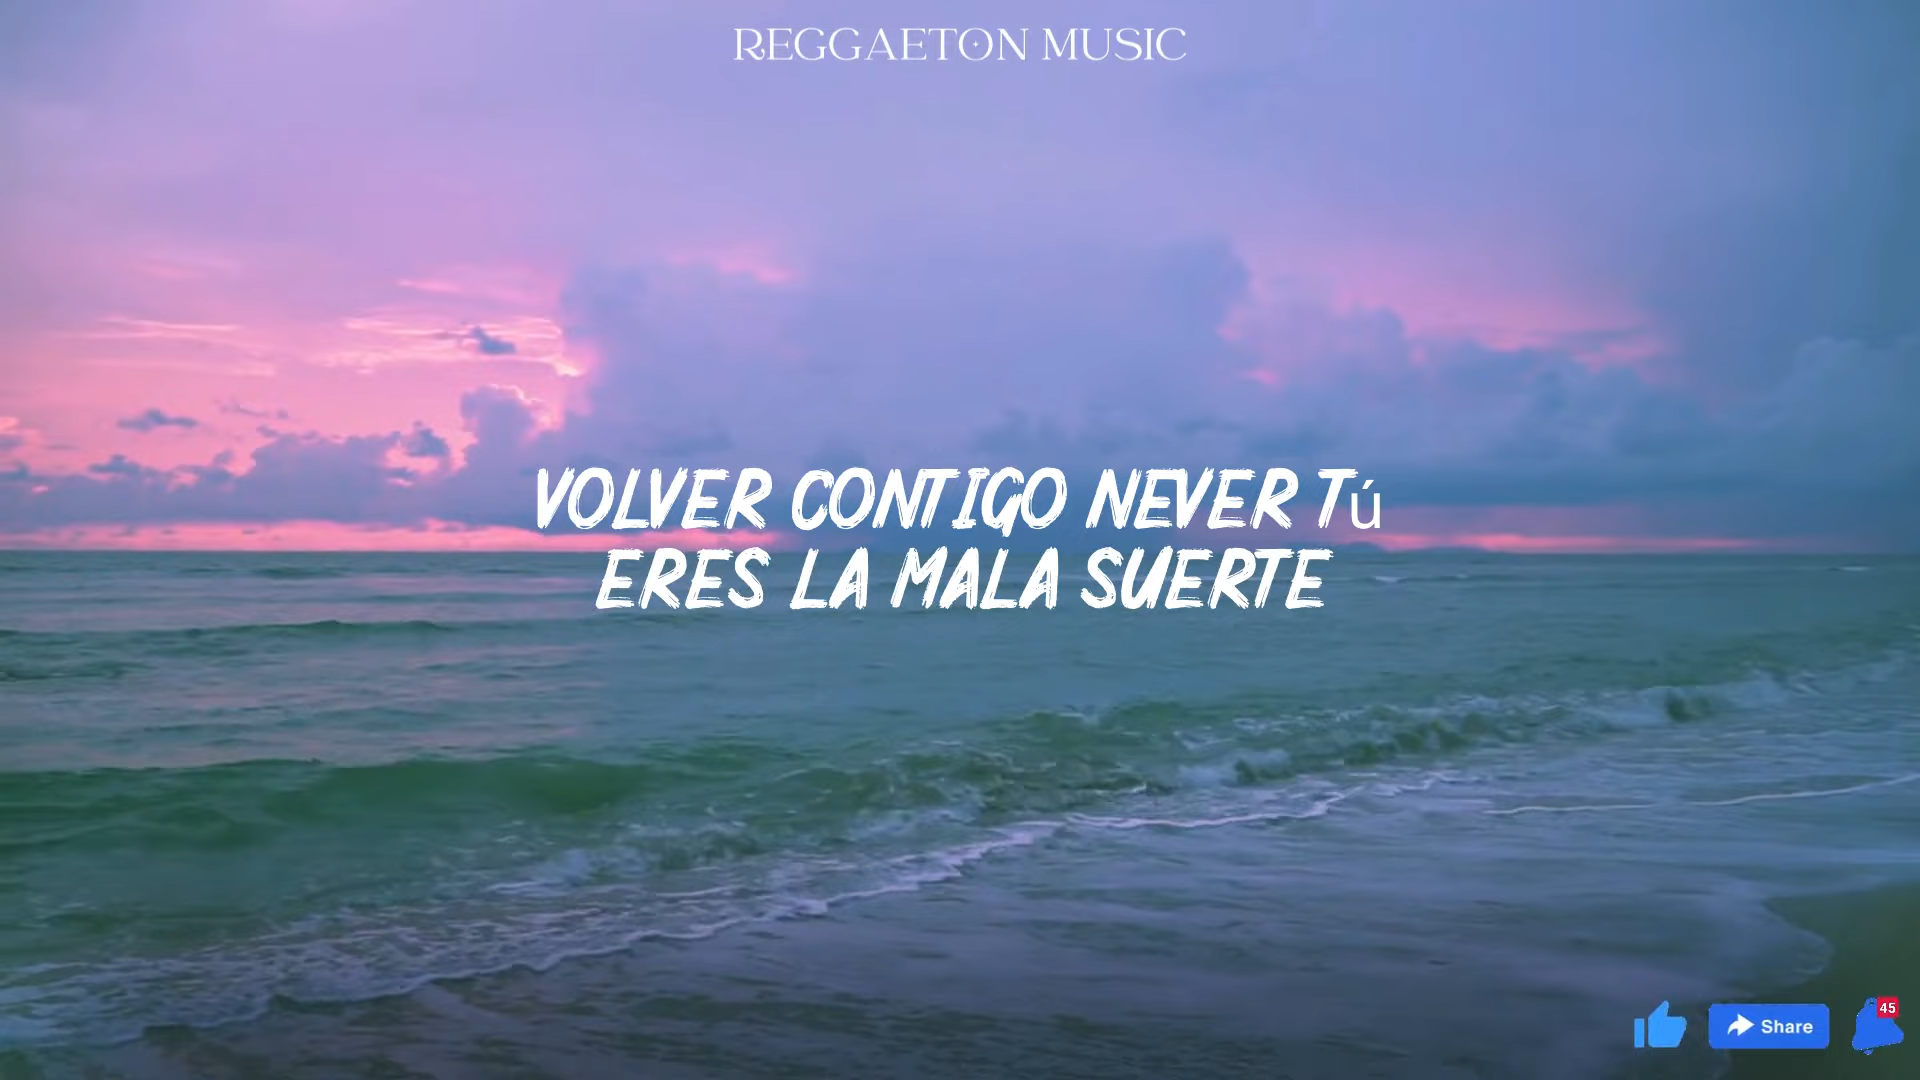 REGGAETON MUSIC
VOLVER CONTIGO NEVER Tú
ERES LA MALA SUERTE
Share
45